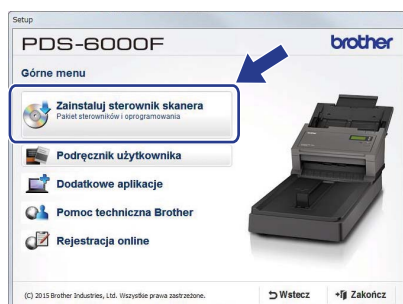 Setup
PDS-6000F
brother
Górne menu
Zainstaluj sterownik skanera
Pakiet sterowników i oprogramowania
Podręcznik użytkownika
Dodatkowe aplikacje
Pomoc techniczna Brother
Rejestracja online
(C) 2015 Brother Industries, Ltd. Wszystkie prawa zastrzeżone.
Wstecz
Zakończ